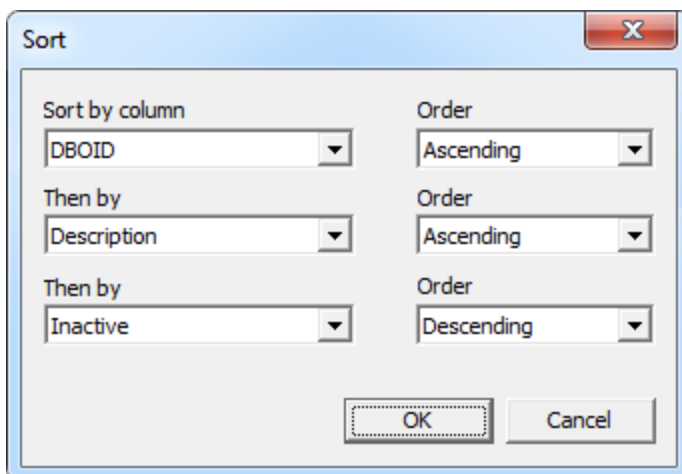 Sort
Sort by column Order
DBOID Ascending
Then by Order
Description Ascending
Then by Order
Inactive Descending
OK Cancel